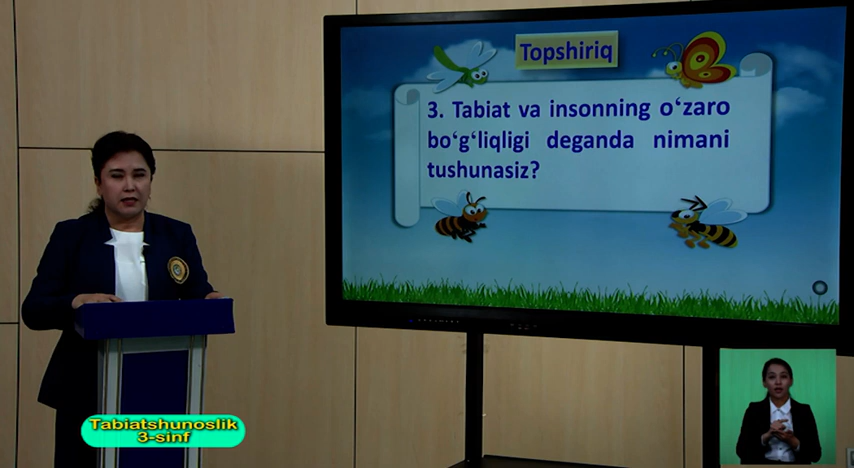 Topshiriq
3. Tabiat va insonning o‘zaro
bo‘g‘liqligi deganda nimani
tushunasiz?
Tabiatshunoslik
3-sinf